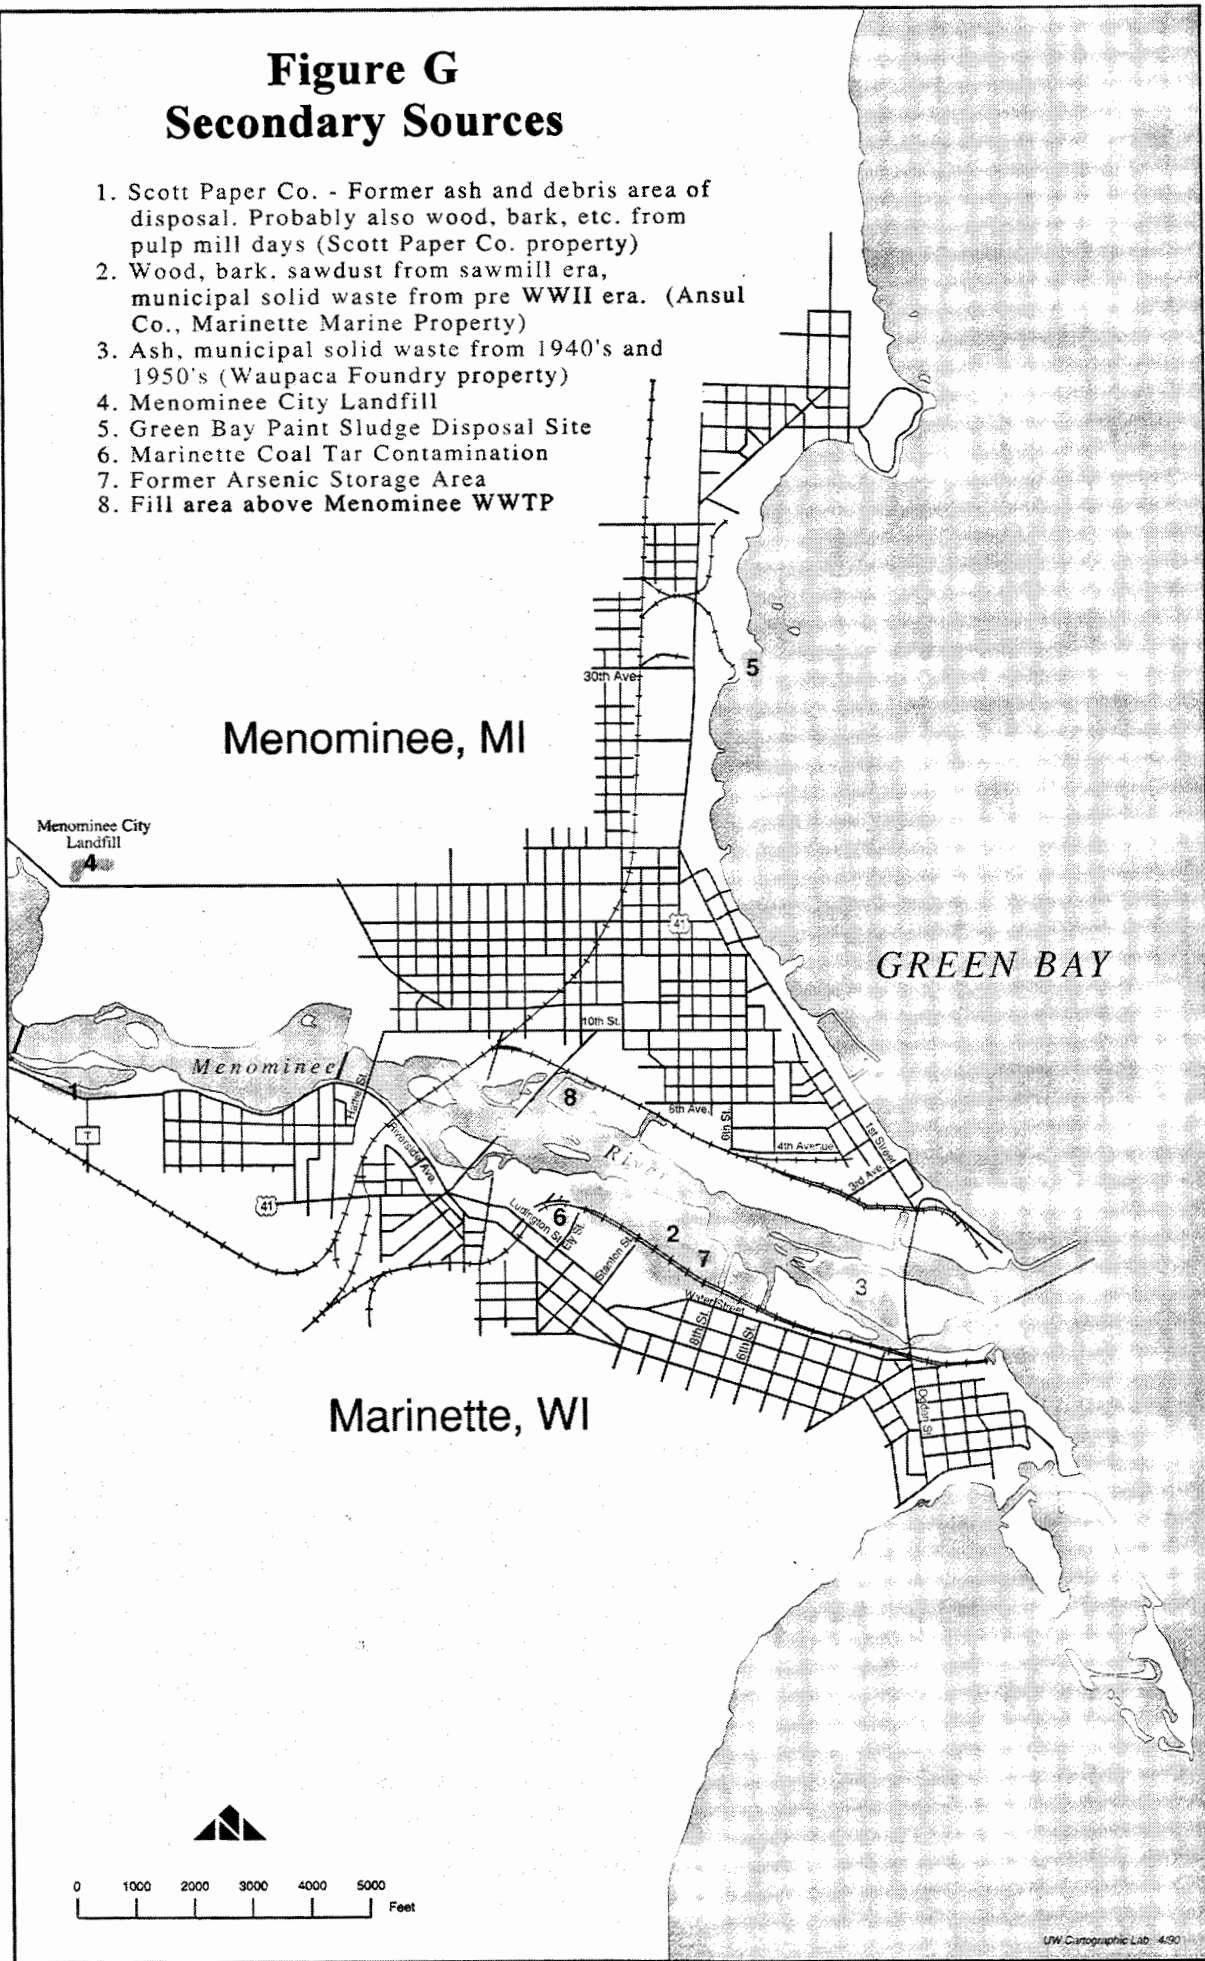 Figure G
Secondary Sources
1. Scott Paper Co. - Former ash and debris area of
disposal. Probably also wood, bark, etc. from
pulp mill days (Scott Paper Co. property)
2. Wood, bark, sawdust from sawmill era,
municipal solid waste from pre WWII era. (Ansul
Co., Marinette Marine Property)
3. Ash, municipal solid waste from 1940's and
1950's (Waupaca Foundry property)
4. Menominee City Landfill
5. Green Bay Paint Sludge Disposal Site
6. Marinette Coal Tar Contamination
7. Former Arsenic Storage Area
8. Fill area above Menominee WWTP
5
30th Ave
Menominee, MI
Menominee City
Landfill
4
41
GREEN BAY
10th St.
Menominee
1
Hattie St.
8
6th Ave.
6th St.
1st Street
T
Riverside Ave.
4th Avenue
River
3rd Ave.
41
Ludington St.
6
Ely St.
2
Stanton St.
7
3
Water Street
8th St.
6th St.
Marinette, WI
Ogden St.
N
0 1000 2000 3000 4000 5000
Feet
UW Cartographic Lab 4/90